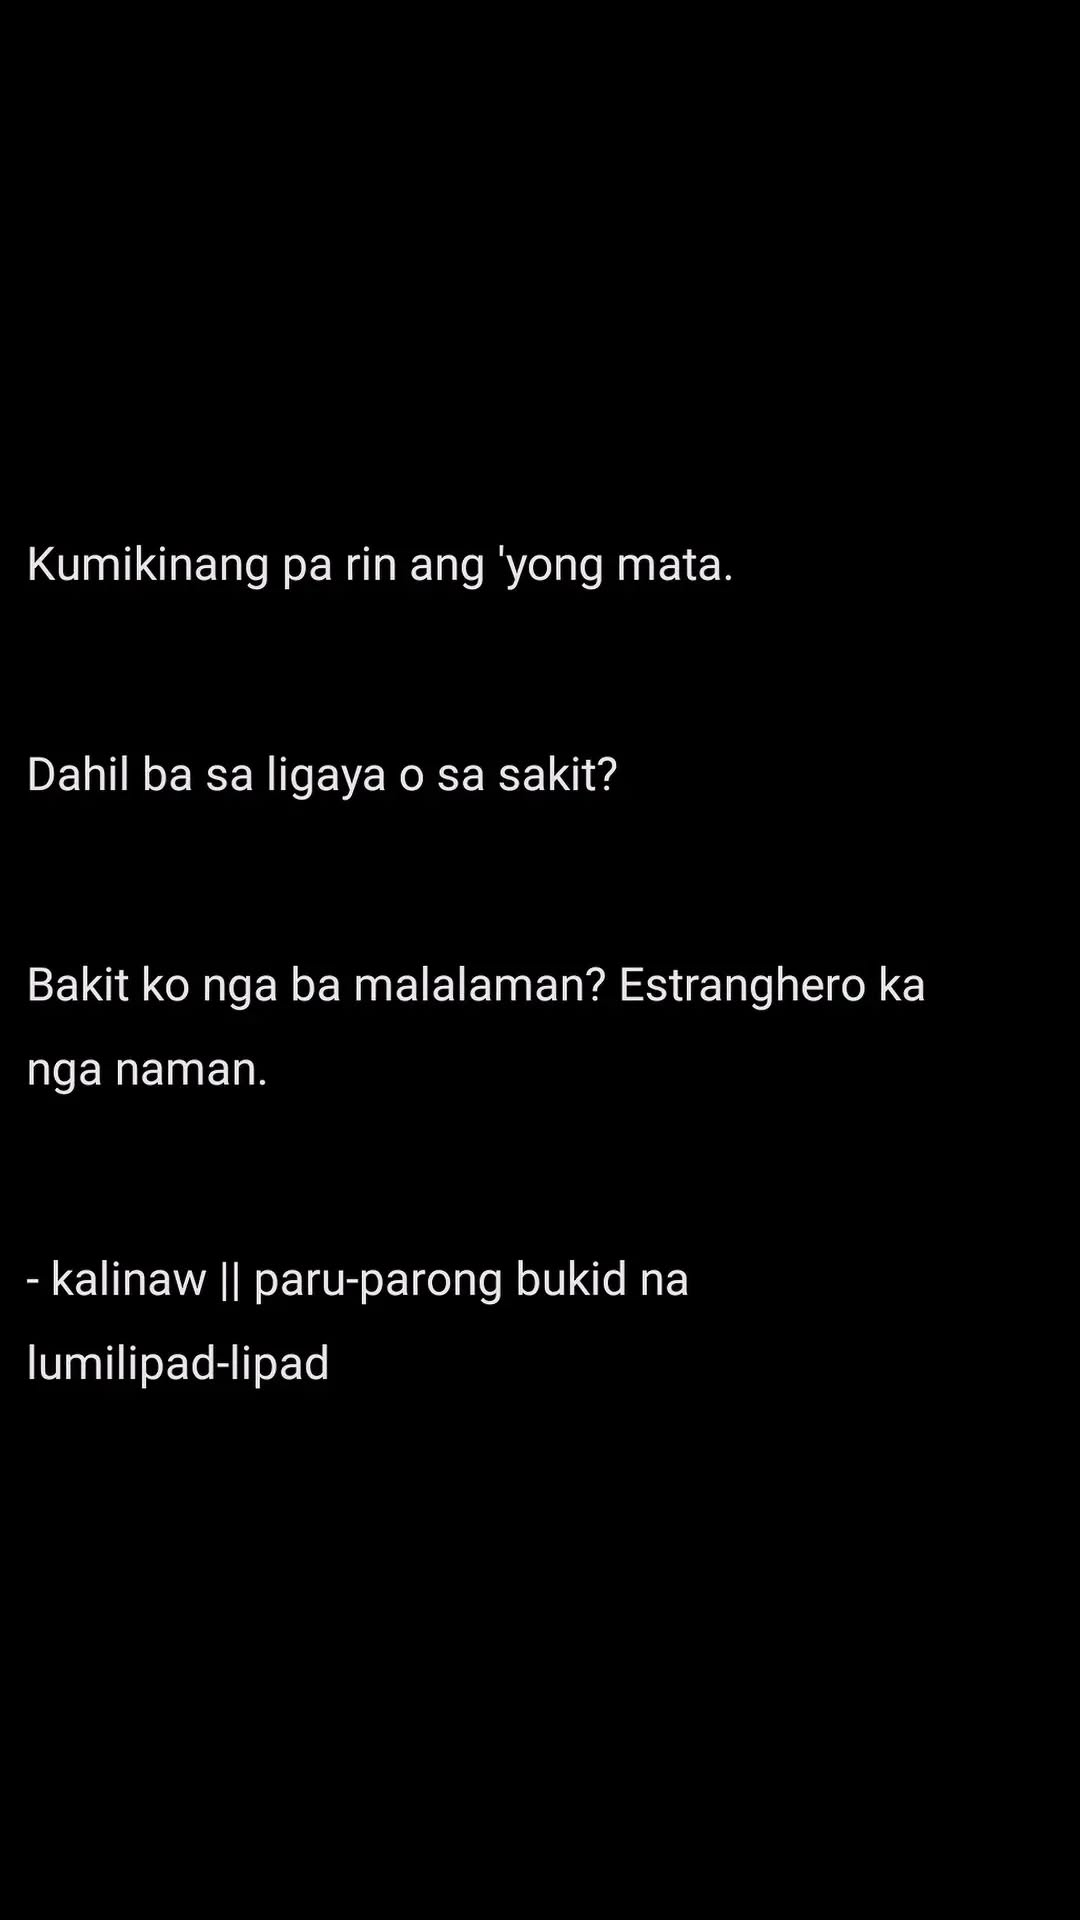 Kumikinang pa rin ang 'yong mata.
Dahil ba sa ligaya o sa sakit?
Bakit ko nga ba malalaman? Estranghero ka
nga naman.
- kalinaw || paru-parong bukid na
lumilipad-lipad